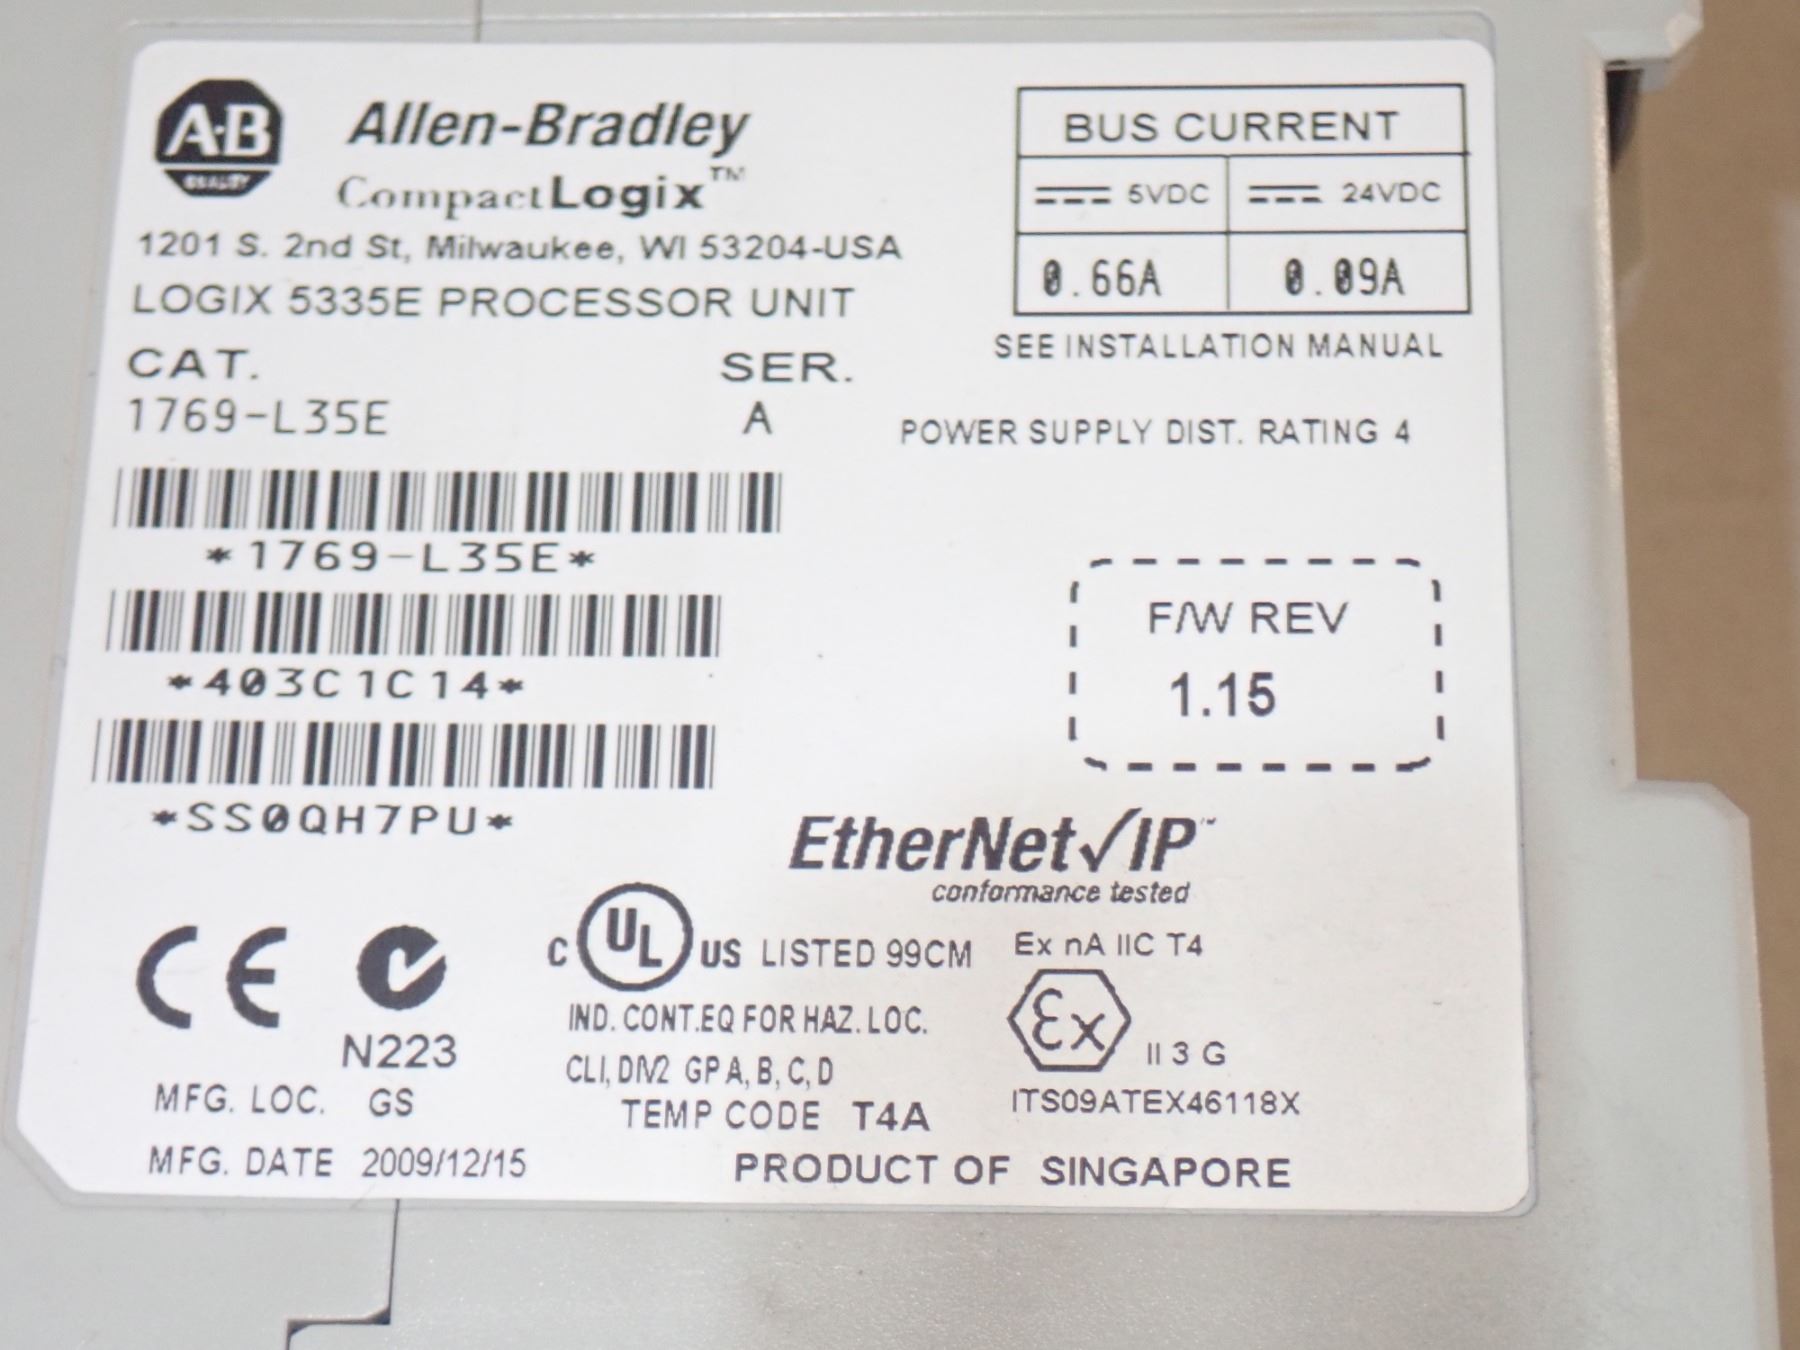 A·B
QUALITY
Allen-Bradley
CompactLogix™
1201 S. 2nd St, Milwaukee, WI 53204-USA
LOGIX 5335E PROCESSOR UNIT
CAT. SER.
1769-L35E A
*1769-L35E*
*403C1C14*
*SS0QH7PU*
BUS CURRENT
5VDC 24VDC
0.66A 0.09A
SEE INSTALLATION MANUAL
POWER SUPPLY DIST. RATING 4
F/W REV
1.15
EtherNet/IP™
conformance tested
CE
N223
C UL US LISTED 99CM
IND. CONT.EQ FOR HAZ. LOC.
CLI, DIV2 GP A, B, C, D
TEMP CODE T4A
Ex nA IIC T4
Ex II 3 G
ITS09ATEX46118X
MFG. LOC. GS
MFG. DATE 2009/12/15
PRODUCT OF SINGAPORE